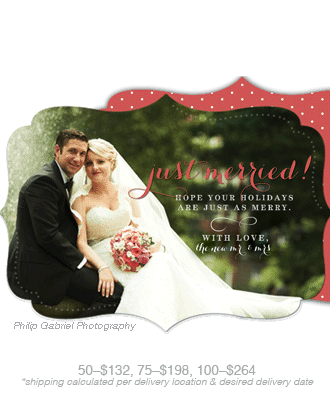 just merried!
HOPE YOUR HOLIDAYS
ARE JUST AS MERRY.
WITH LOVE,
the new mr. & mrs.
Philip Gabriel Photography
50–$132, 75–$198, 100–$264
*shipping calculated per delivery location & desired delivery date